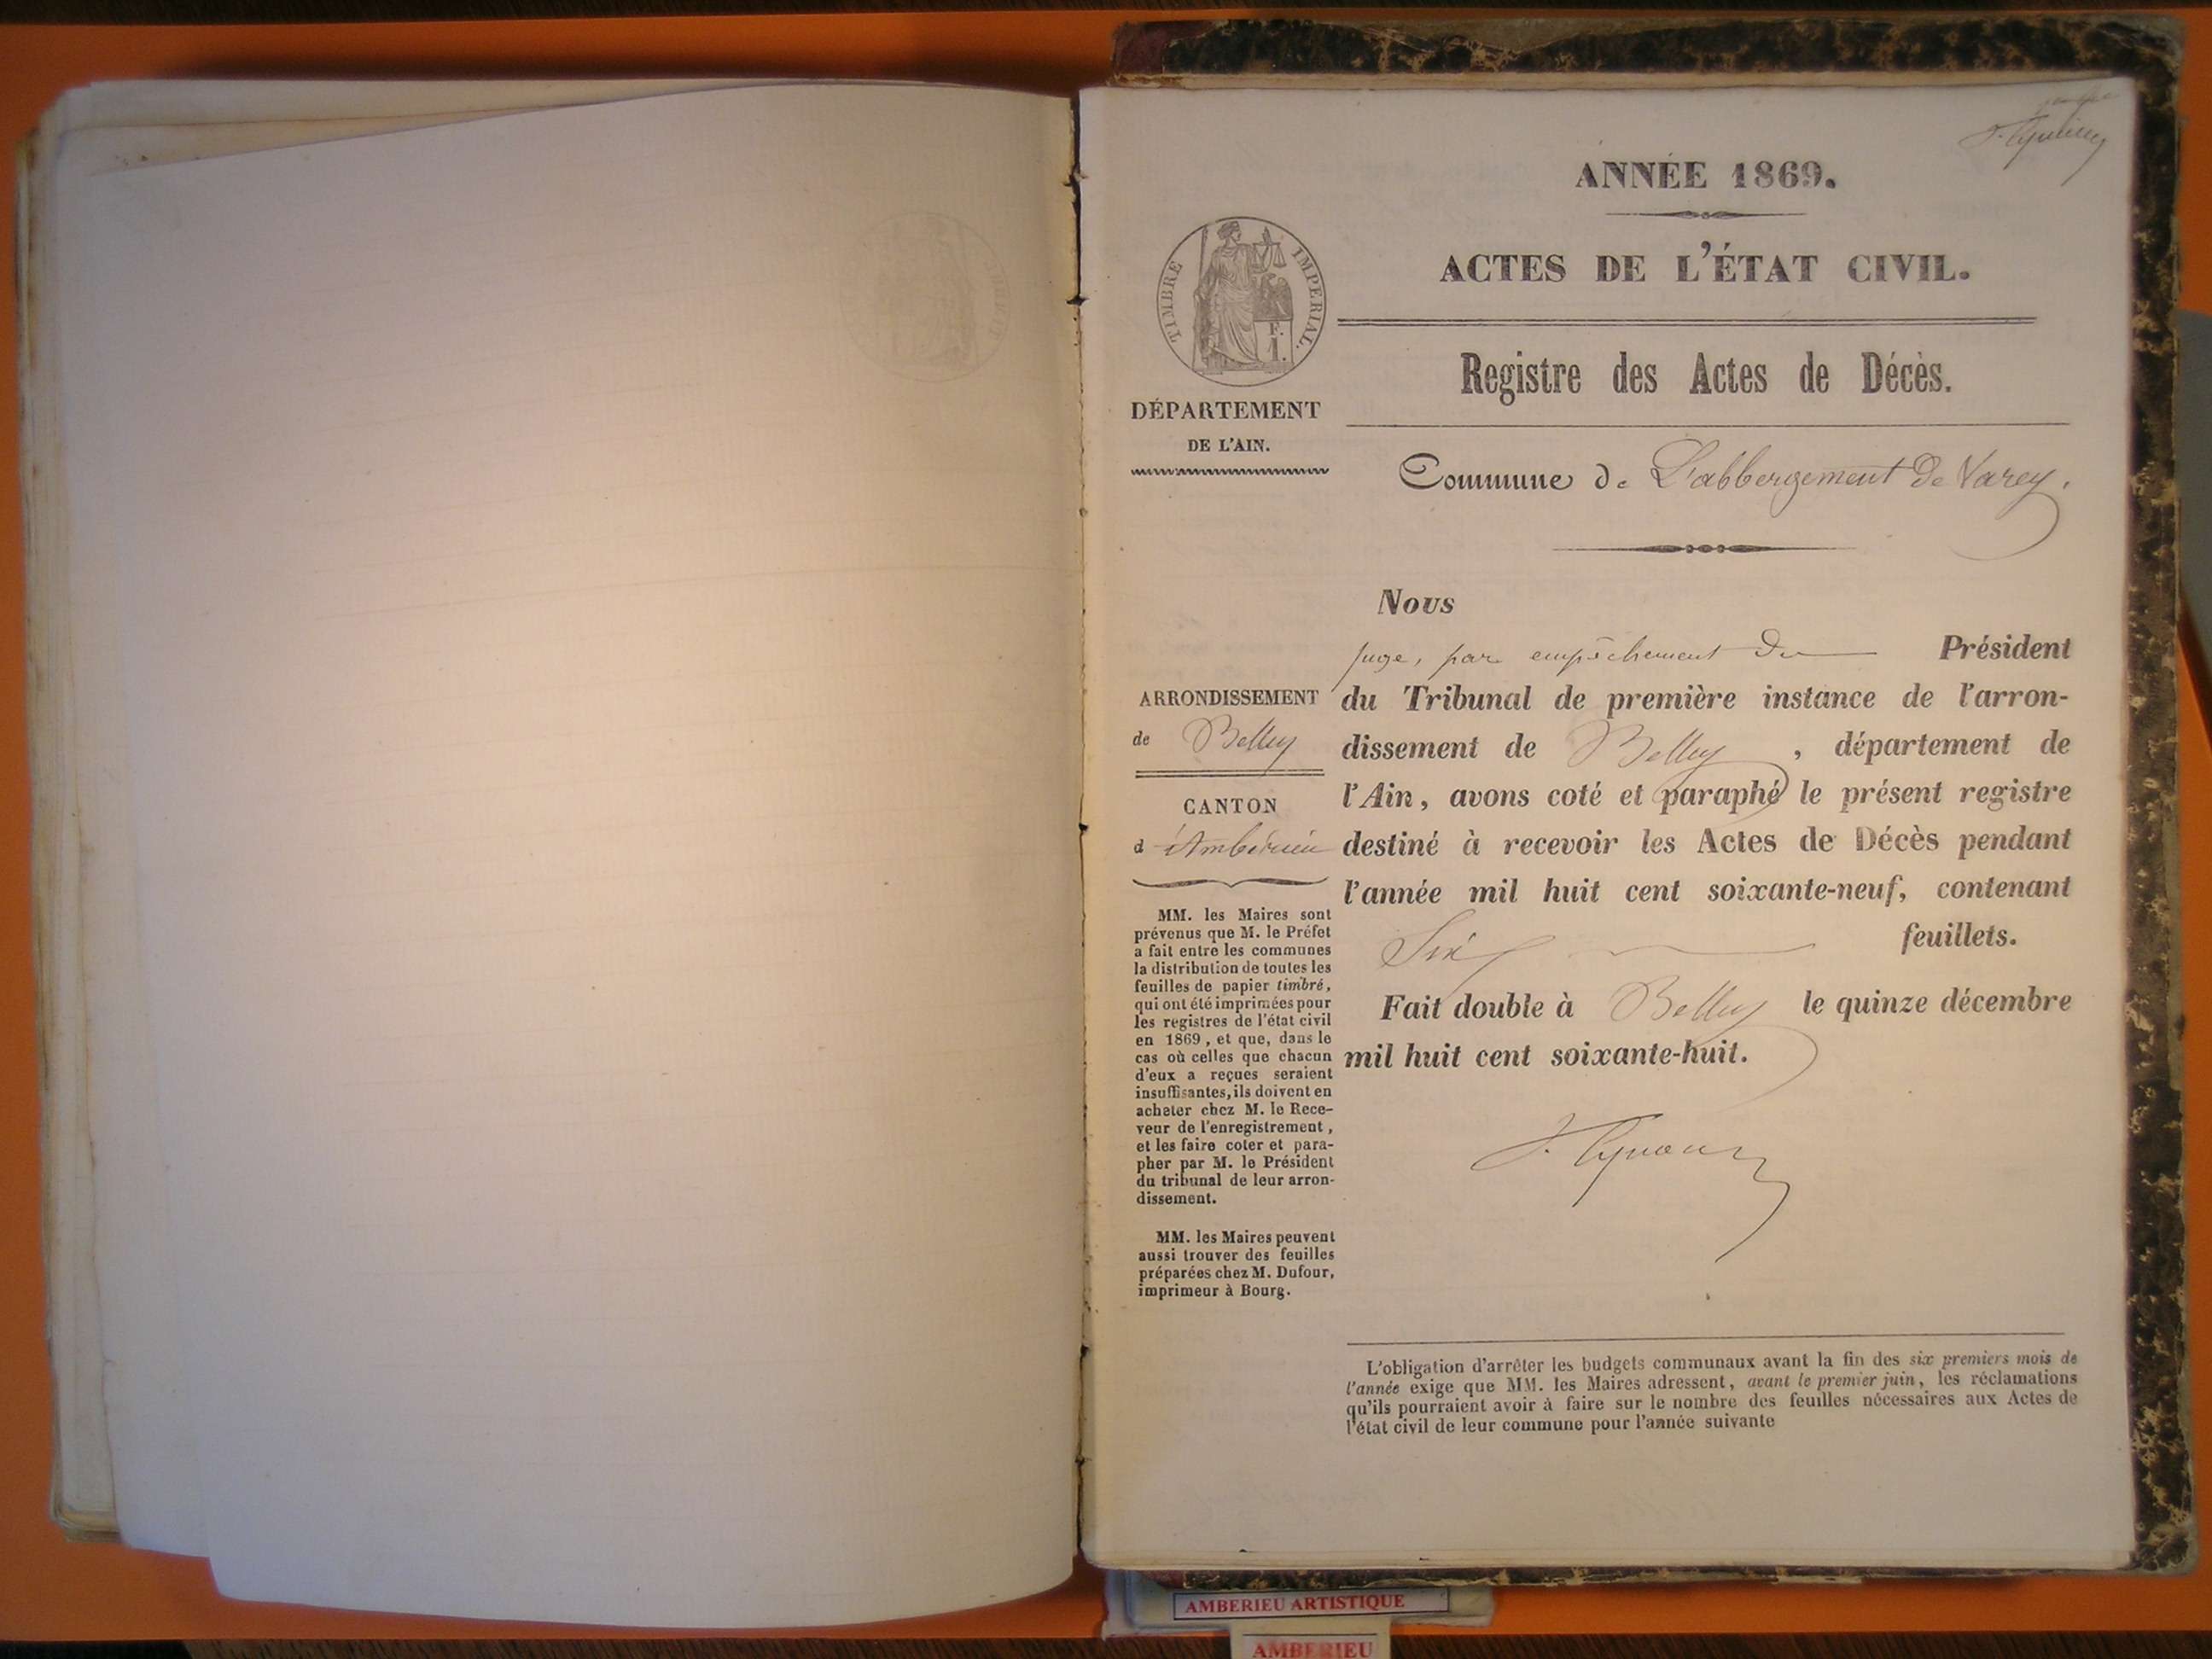 ANNÉE 1869.
ACTES DE L'ÉTAT CIVIL.
TIMBRE IMPERIAL.
F.
1.
Registre des Actes de Décès.
DÉPARTEMENT
DE L'AIN.
Commune de L'abbergement De Varey.
Nous
juge, par empêchement du Président
du Tribunal de première instance de l'arron-
dissement de Belley, département de
l'Ain, avons coté et paraphé le présent registre
destiné à recevoir les Actes de Décès pendant
l'année mil huit cent soixante-neuf, contenant
Six feuillets.
Fait double à Belley le quinze décembre
mil huit cent soixante-huit.
ARRONDISSEMENT
de Belley
CANTON
d'Ambérieu
MM. les Maires sont
prévenus que M. le Préfet
a fait entre les communes
la distribution de toutes les
feuilles de papier timbré,
qui ont été imprimées pour
les registres de l'état civil
en 1869, et que, dans le
cas où celles que chacun
d'eux a reçues seraient
insuffisantes, ils doivent en
acheter chez M. le Rece-
veur de l'enregistrement,
et les faire coter et para-
pher par M. le Président
du tribunal de leur arron-
dissement.
MM. les Maires peuvent
aussi trouver des feuilles
préparées chez M. Dufour,
imprimeur à Bourg.
L'obligation d'arrêter les budgets communaux avant la fin des six premiers mois de
l'année exige que MM. les Maires adressent, avant le premier juin, les réclamations
qu'ils pourraient avoir à faire sur le nombre des feuilles nécessaires aux Actes de
l'état civil de leur commune pour l'année suivante
AMBERIEU ARTISTIQUE
AMBERIEU